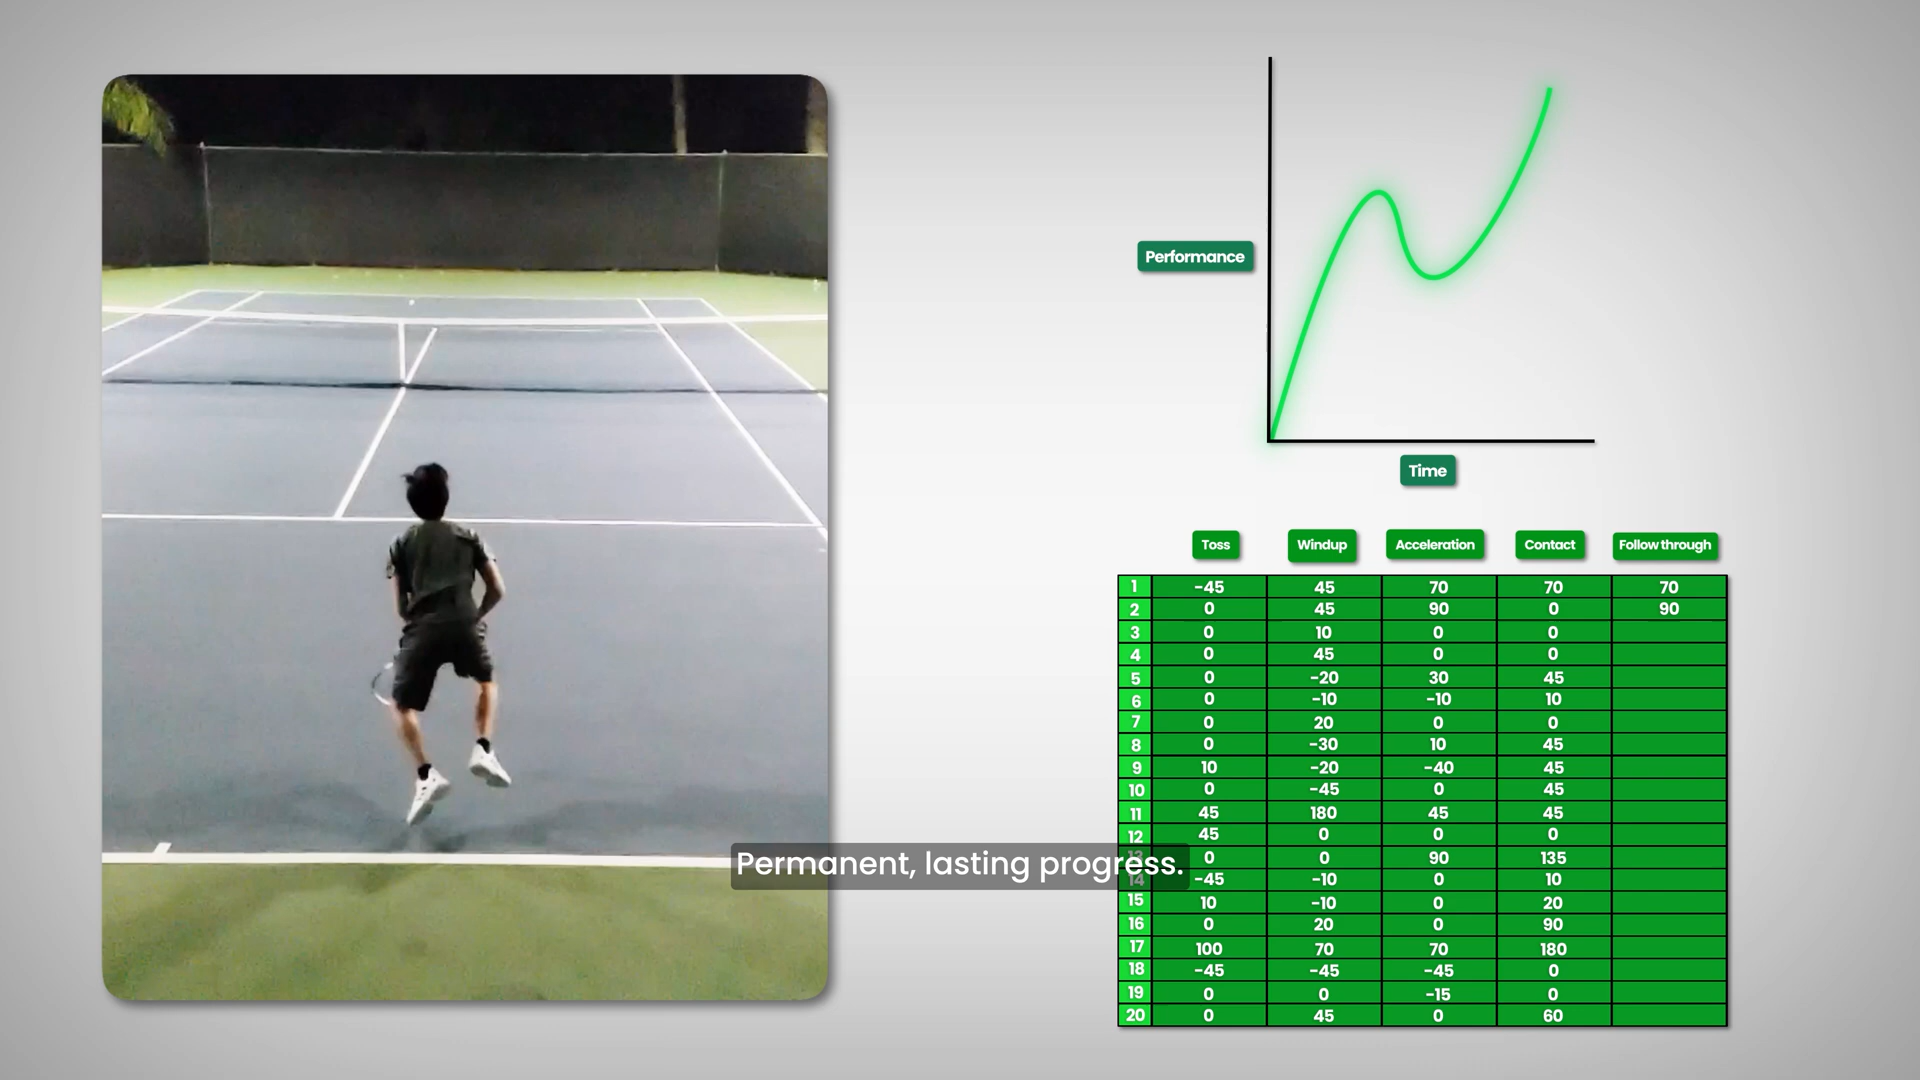 Performance
Time
Toss Windup Acceleration Contact Follow through
1 -45 45 70 70 70
2 0 45 90 0 90
3 0 10 0 0
4 0 45 0 0
5 0 -20 30 45
6 0 -10 -10 10
7 0 20 0 0
8 0 -30 10 45
9 10 -20 -40 45
10 0 -45 0 45
11 45 180 45 45
12 45 0 0 0
13 0 0 90 135
14 -45 -10 0 10
15 10 -10 0 20
16 0 20 0 90
17 100 70 70 180
18 -45 -45 -45 0
19 0 0 -15 0
20 0 45 0 60
Permanent, lasting progress.